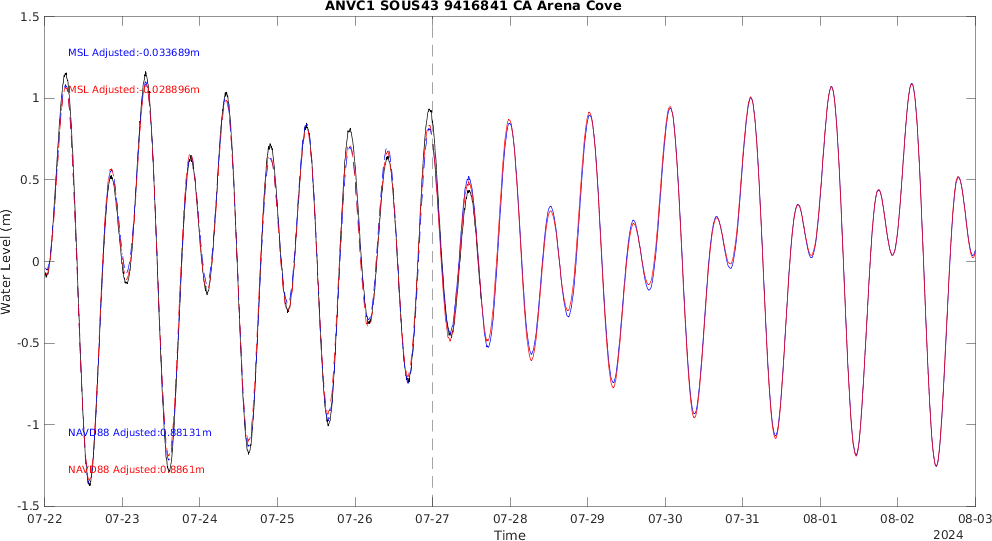 ANVC1 SOUS43 9416841 CA Arena Cove
1.5
MSL Adjusted:-0.033689m
MSL Adjusted:-0.028896m
1
0.5
Water Level (m)
0
-0.5
-1
NAVD88 Adjusted:0.88131m
NAVD88 Adjusted:0.8861m
-1.5
07-22 07-23 07-24 07-25 07-26 07-27 07-28 07-29 07-30 07-31 08-01 08-02 08-03
Time
2024